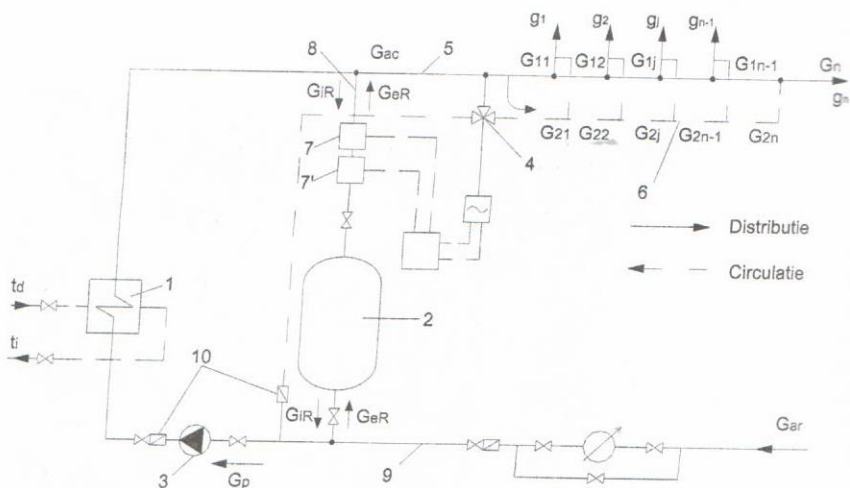 g1 g2 gj gn-1
8 Gac 5 G11 G12 G1j G1n-1 Gn
gn
GiR GeR
7 G21 G22 G2j G2n-1 G2n
7' 4 6
Distributie
td 1 Circulatie
2
ti
10
GiR GeR Gar
3 Gp 9